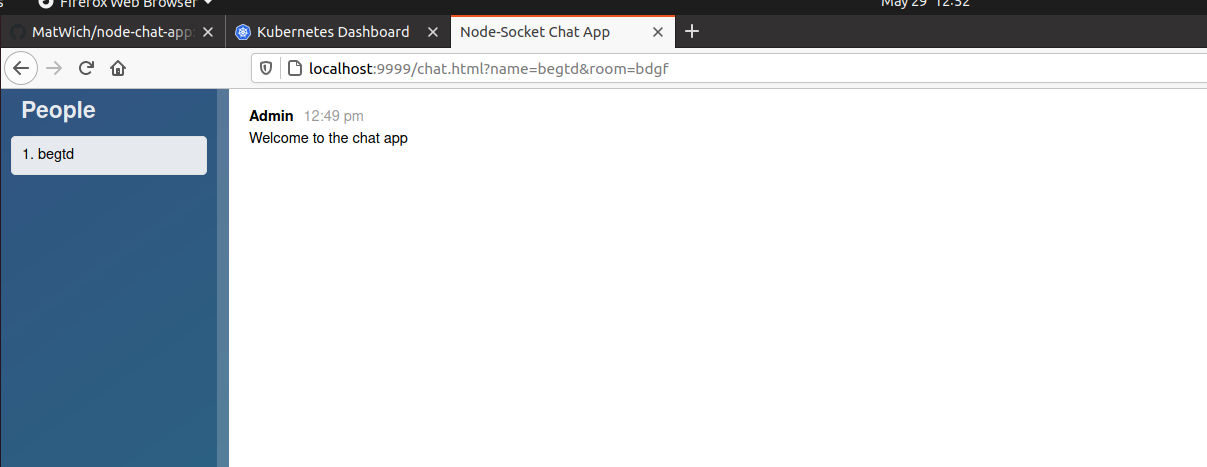 Firefox Web Browser
May 29 12:52
MatWich/node-chat-app:
Kubernetes Dashboard
Node-Socket Chat App
localhost:9999/chat.html?name=begtd&room=bdgf
People
1. begtd
Admin 12:49 pm
Welcome to the chat app